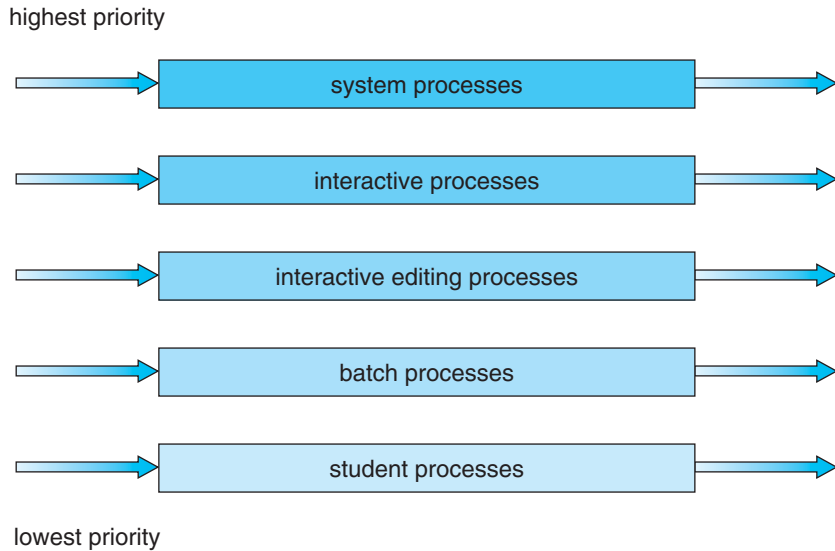 highest priority
system processes
interactive processes
interactive editing processes
batch processes
student processes
lowest priority